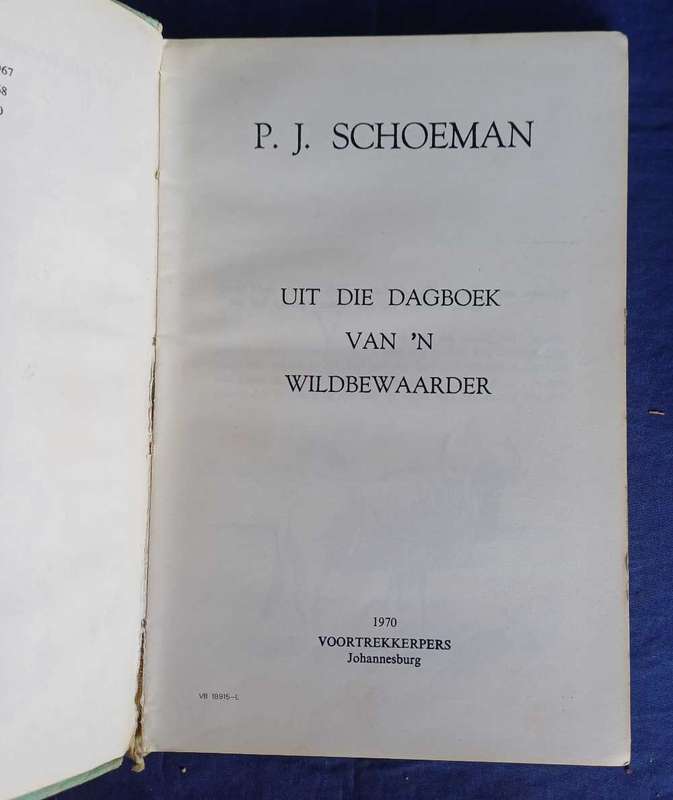 P. J. SCHOEMAN
UIT DIE DAGBOEK
VAN 'N
WILDBEWAARDER
1970
VOORTREKKERPERS
Johannesburg
VB 18915-L